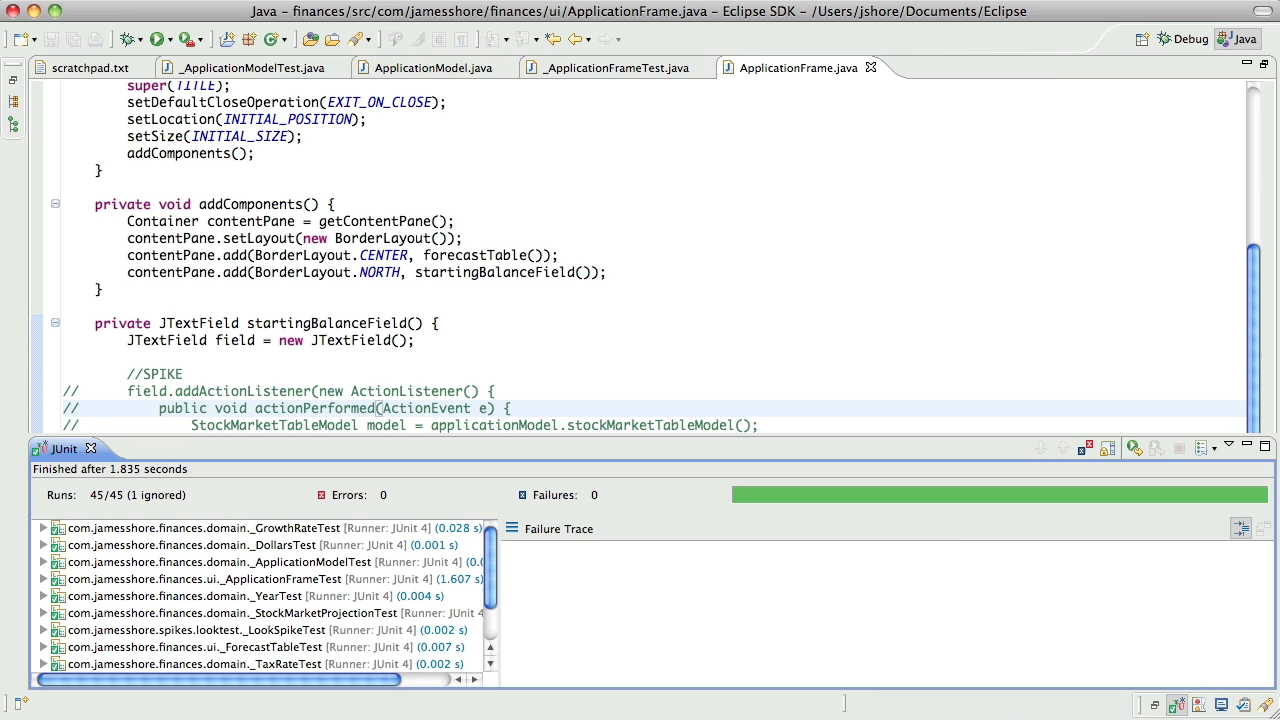 Java – finances/src/com/jamesshore/finances/ui/ApplicationFrame.java – Eclipse SDK – /Users/jshore/Documents/Eclipse
Debug Java
scratchpad.txt _ApplicationModelTest.java ApplicationModel.java _ApplicationFrameTest.java ApplicationFrame.java
super(TITLE);
setDefaultCloseOperation(EXIT_ON_CLOSE);
setLocation(INITIAL_POSITION);
setSize(INITIAL_SIZE);
addComponents();
}
private void addComponents() {
Container contentPane = getContentPane();
contentPane.setLayout(new BorderLayout());
contentPane.add(BorderLayout.CENTER, forecastTable());
contentPane.add(BorderLayout.NORTH, startingBalanceField());
}
private JTextField startingBalanceField() {
JTextField field = new JTextField();
//SPIKE
// field.addActionListener(new ActionListener() {
// public void actionPerformed(ActionEvent e) {
// StockMarketTableModel model = applicationModel.stockMarketTableModel();
JUnit
Finished after 1.835 seconds
Runs: 45/45 (1 ignored) Errors: 0 Failures: 0
com.jamesshore.finances.domain._GrowthRateTest [Runner: JUnit 4] (0.028 s)
com.jamesshore.finances.domain._DollarsTest [Runner: JUnit 4] (0.001 s)
com.jamesshore.finances.domain._ApplicationModelTest [Runner: JUnit 4] (0.0
com.jamesshore.finances.ui._ApplicationFrameTest [Runner: JUnit 4] (1.607 s)
com.jamesshore.finances.domain._YearTest [Runner: JUnit 4] (0.004 s)
com.jamesshore.finances.domain._StockMarketProjectionTest [Runner: JUnit 4
com.jamesshore.spikes.looktest._LookSpikeTest [Runner: JUnit 4] (0.002 s)
com.jamesshore.finances.ui._ForecastTableTest [Runner: JUnit 4] (0.007 s)
com.jamesshore.finances.domain._TaxRateTest [Runner: JUnit 4] (0.002 s)
Failure Trace